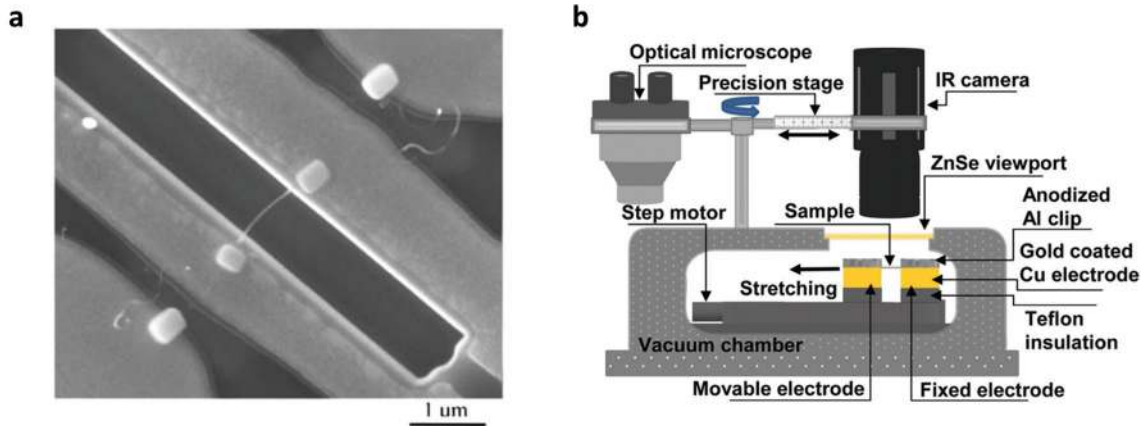 a
1 um
b
Optical microscope
Precision stage
IR camera
ZnSe viewport
Anodized
Al clip
Step motor
Sample
Gold coated
Cu electrode
Stretching
Teflon
insulation
Vacuum chamber
Movable electrode
Fixed electrode